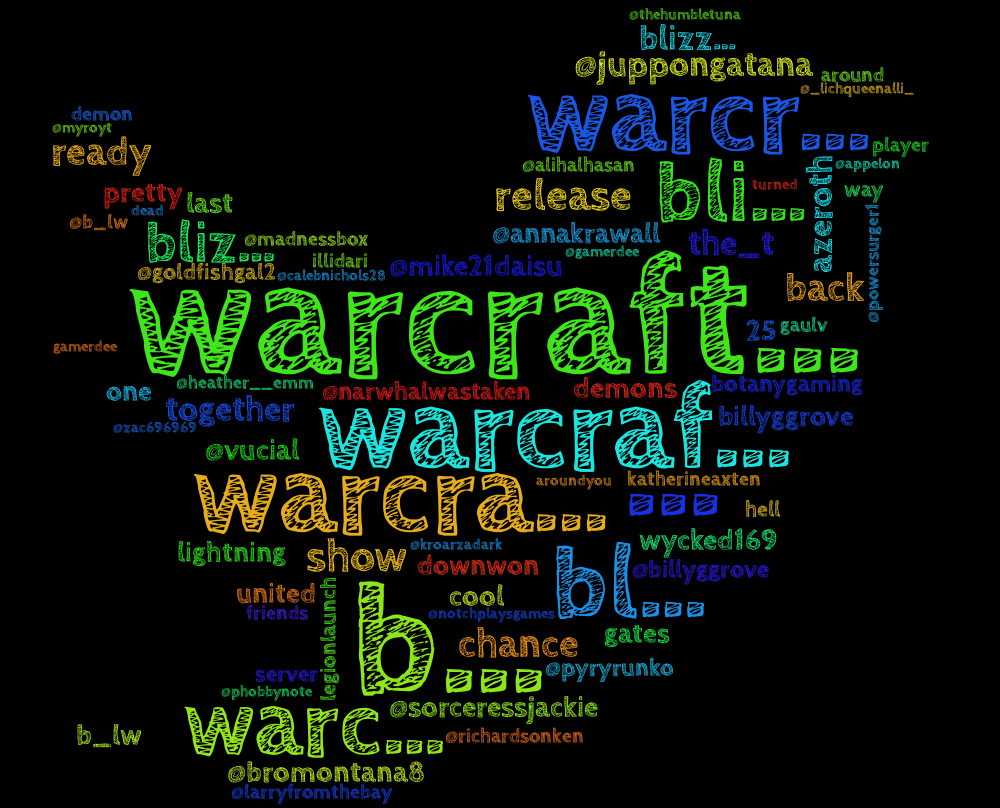 @thehumbletuna
blizz...
@juppongatana
around
@_lichqueenalli_
warcr...
demon
@myroyt
ready
player
@alihalhasan
bli...
azeroth
@appelon
turned
way
pretty
last
release
dead
@b_lw
bliz...
@madnessbox
@annakrawall
the_t
@powersurger1
@gamerdee
illidari
@goldfishgal2
@calebnichols28
@mike21daisu
back
warcraft...
25
gaulv
gamerdee
@heather__emm
one
@narwhalwastaken
demons
botanygaming
together
@zac696969
warcraf...
billyggrove
@vucial
warcra...
aroundyou
katherineaxten
...
hell
lightning
show
@kroarzadark
wycked169
downwon
bl...
@billyggrove
united
friends
legionlaunch
b...
cool
@notchplaysgames
chance
gates
server
@pyryrunko
@phobbynote
warc...
@sorceressjackie
b_lw
@richardsonken
@bromontana8
@larryfromthebay